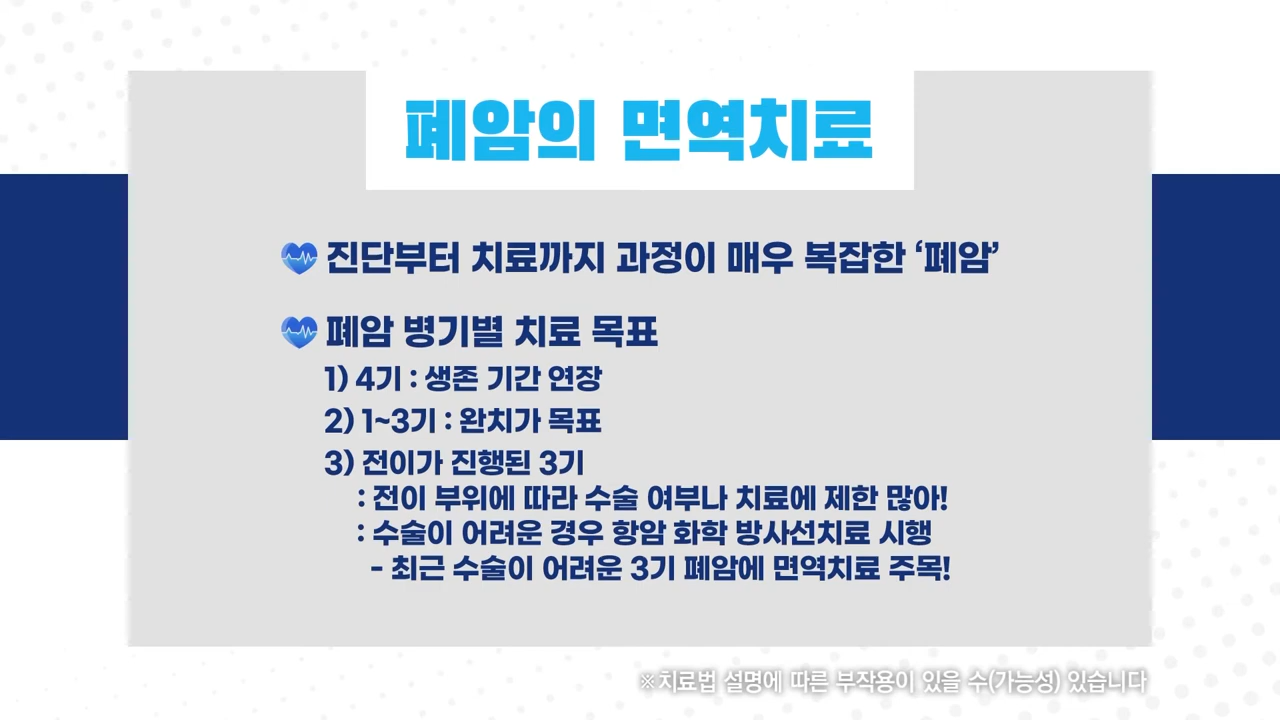 폐암의 면역치료
진단부터 치료까지 과정이 매우 복잡한 ‘폐암’
폐암 병기별 치료 목표
1) 4기 : 생존 기간 연장
2) 1~3기 : 완치가 목표
3) 전이가 진행된 3기
: 전이 부위에 따라 수술 여부나 치료에 제한 많아!
: 수술이 어려운 경우 항암 화학 방사선치료 시행
- 최근 수술이 어려운 3기 폐암에 면역치료 주목!
※치료법 설명에 따른 부작용이 있을 수(가능성) 있습니다